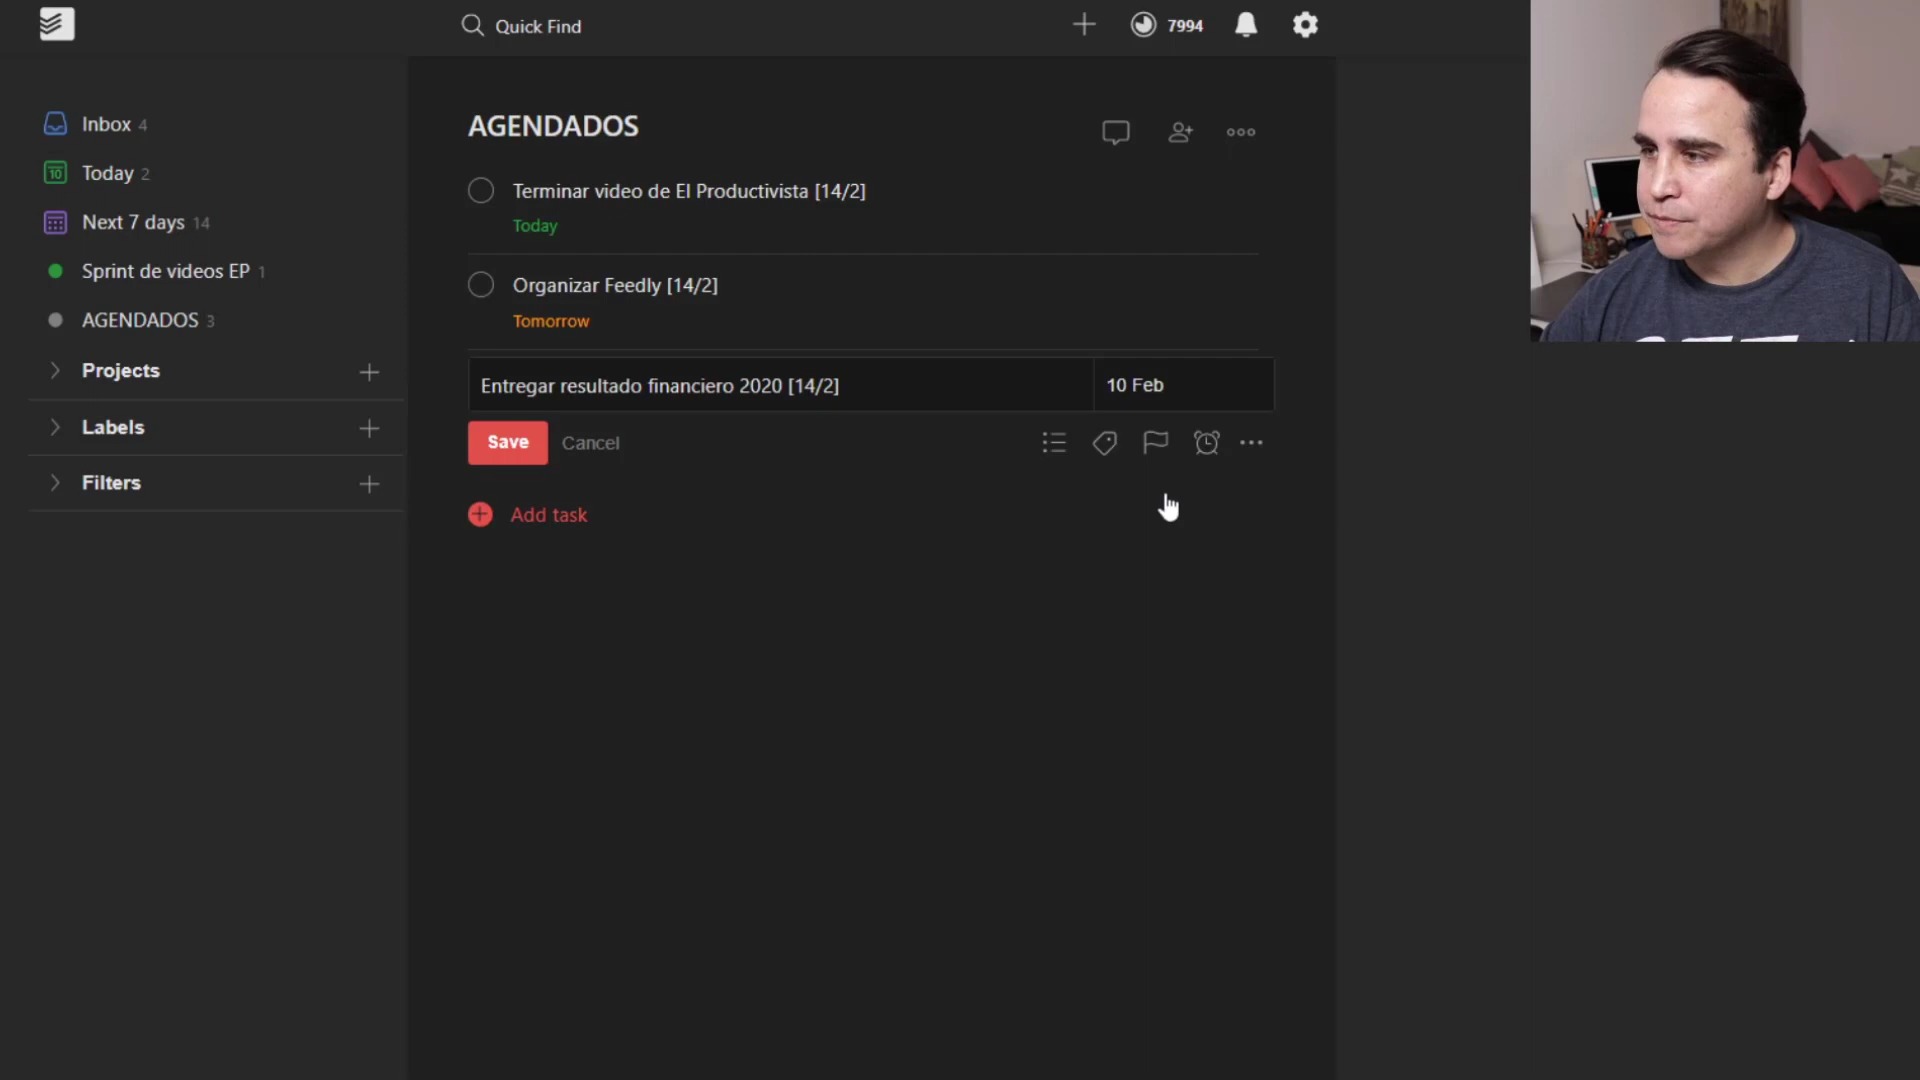 Quick Find
7994
Inbox 4
10
Today 2
Next 7 days 14
Sprint de videos EP 1
AGENDADOS 3
Projects
Labels
Filters
AGENDADOS
Terminar video de El Productivista [14/2]
Today
Organizar Feedly [14/2]
Tomorrow
Entregar resultado financiero 2020 [14/2]
10 Feb
Save
Cancel
Add task